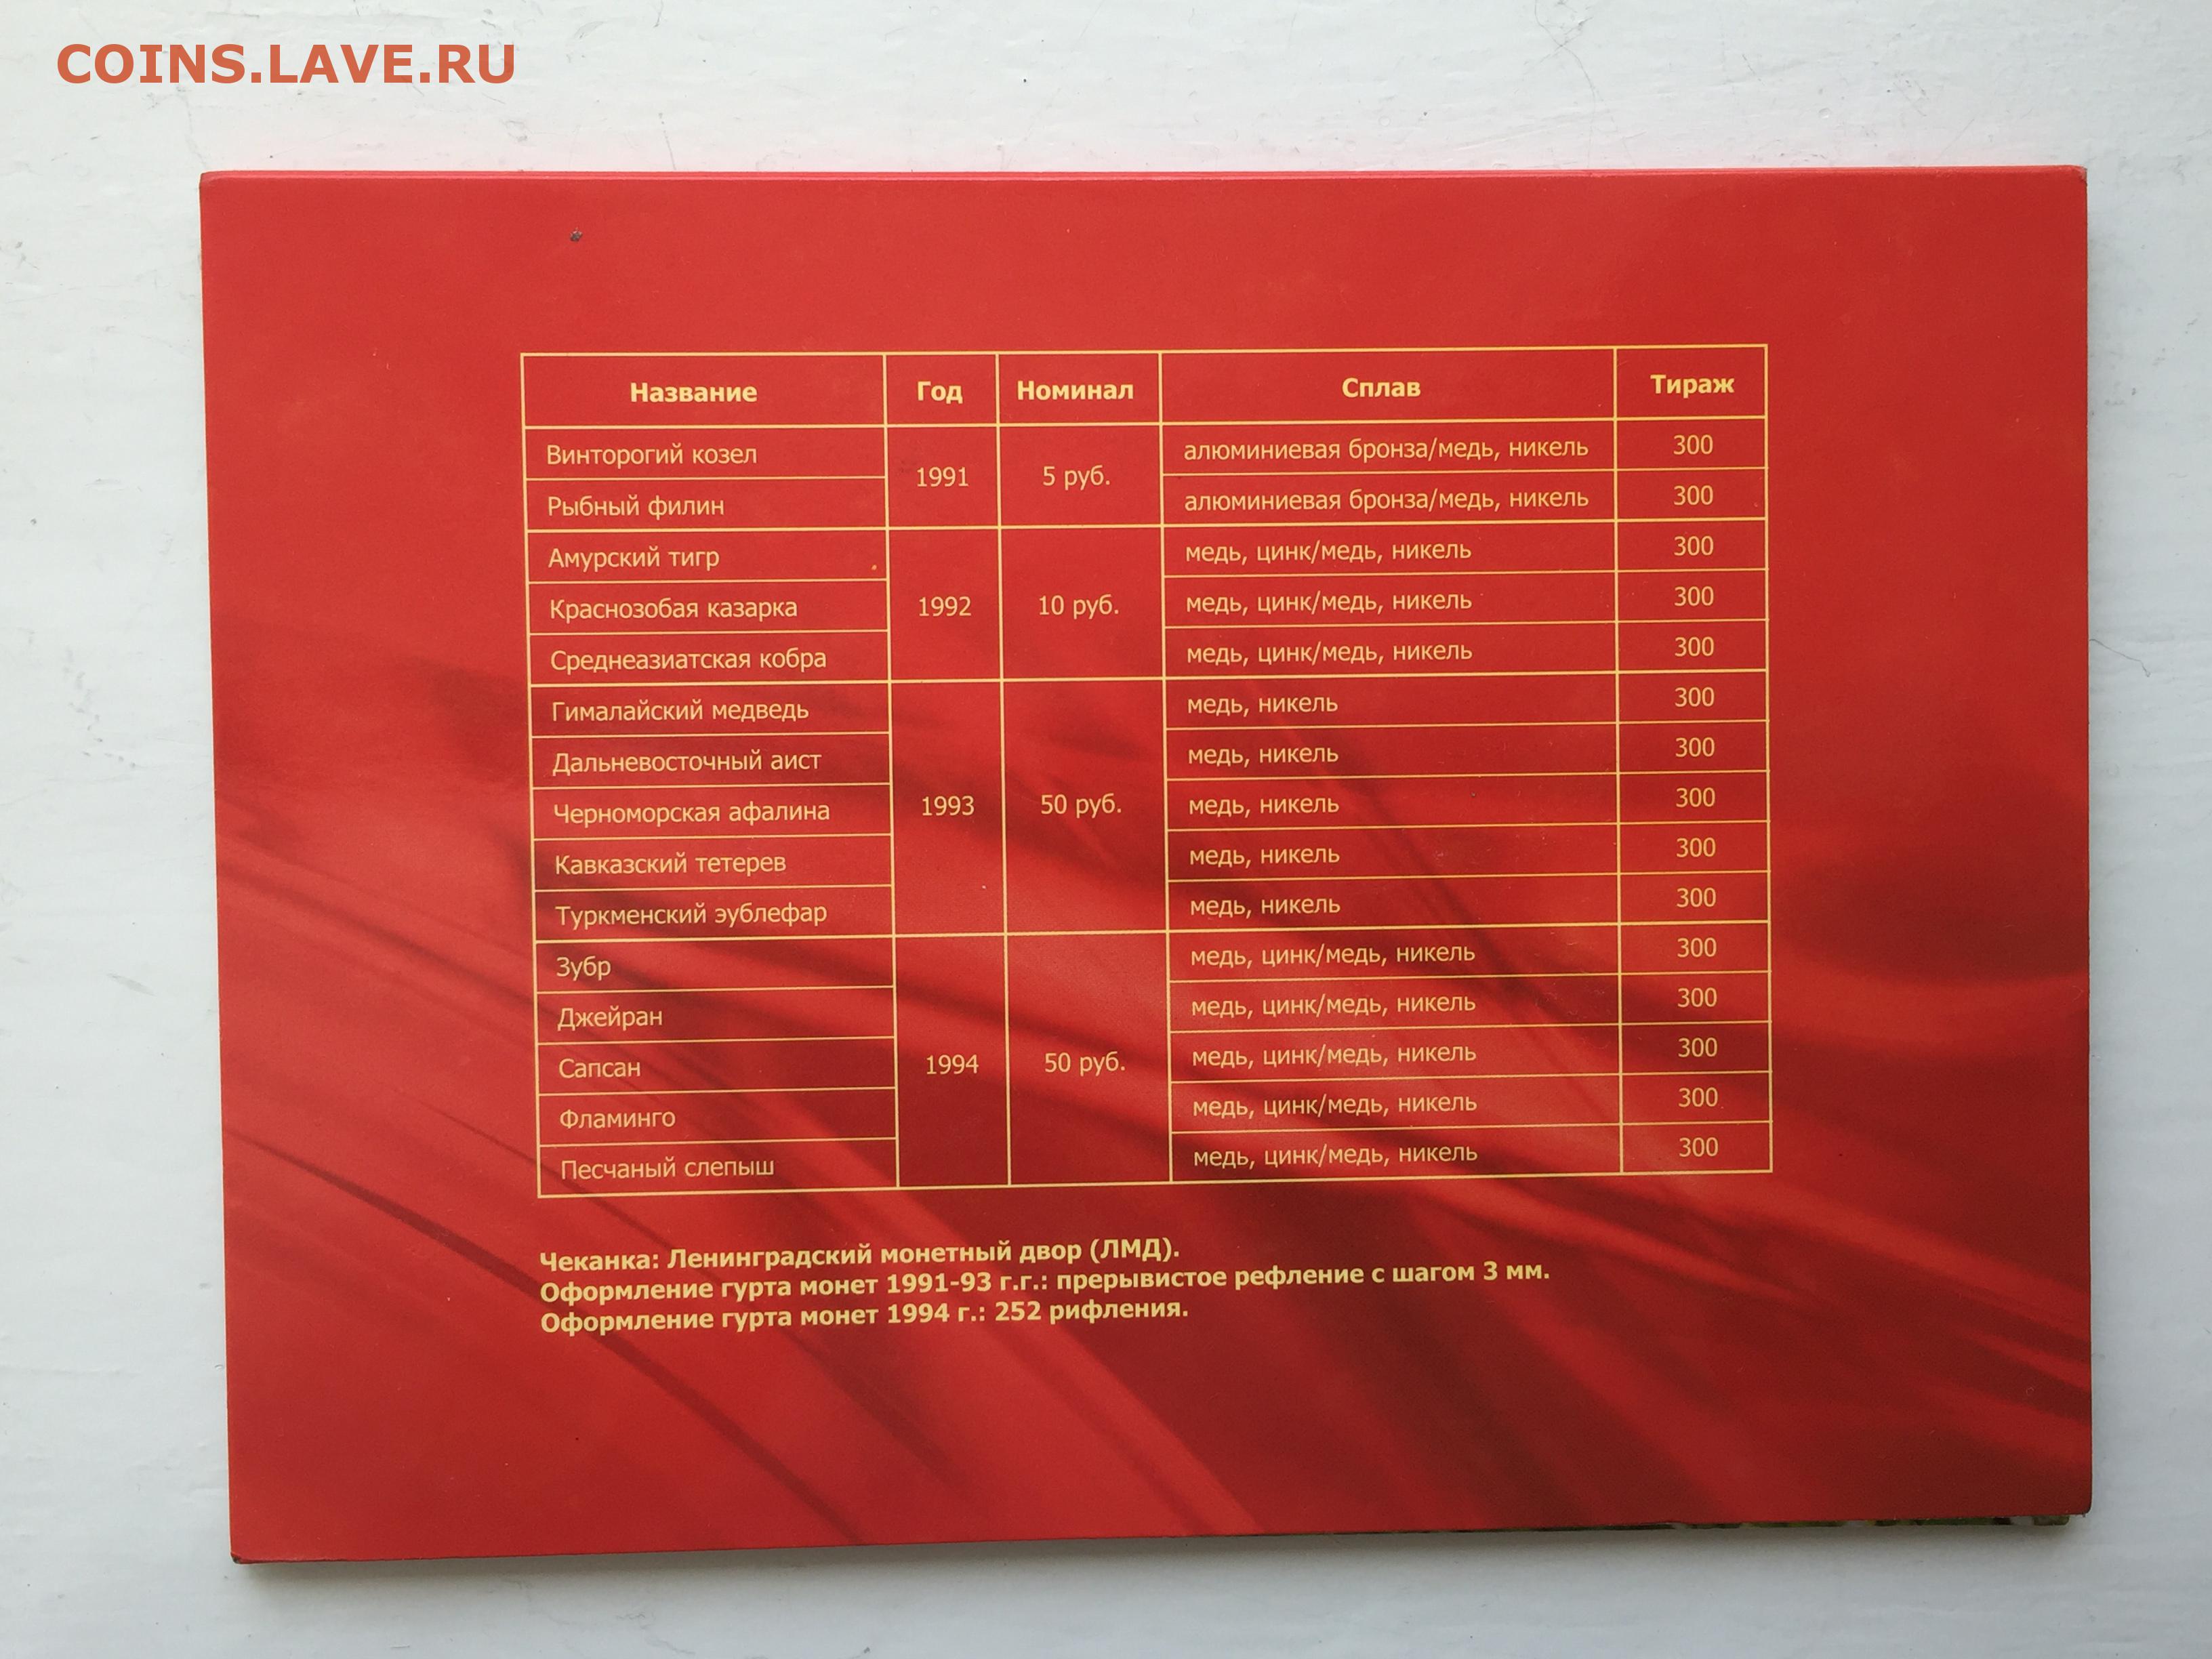 COINS.LAVE.RU
Название Год Номинал Сплав Тираж
Винторогий козел 1991 5 руб. алюминиевая бронза/медь, никель 300
Рыбный филин алюминиевая бронза/медь, никель 300
Амурский тигр медь, цинк/медь, никель 300
Краснозобая казарка 1992 10 руб. медь, цинк/медь, никель 300
Среднеазиатская кобра медь, цинк/медь, никель 300
Гималайский медведь медь, никель 300
Дальневосточный аист медь, никель 300
Черноморская афалина 1993 50 руб. медь, никель 300
Кавказский тетерев медь, никель 300
Туркменский эублефар медь, никель 300
Зубр медь, цинк/медь, никель 300
Джейран медь, цинк/медь, никель 300
Сапсан 1994 50 руб. медь, цинк/медь, никель 300
Фламинго медь, цинк/медь, никель 300
Песчаный слепыш медь, цинк/медь, никель 300
Чеканка: Ленинградский монетный двор (ЛМД).
Оформление гурта монет 1991-93 г.г.: прерывистое рефление с шагом 3 мм.
Оформление гурта монет 1994 г.: 252 рифления.